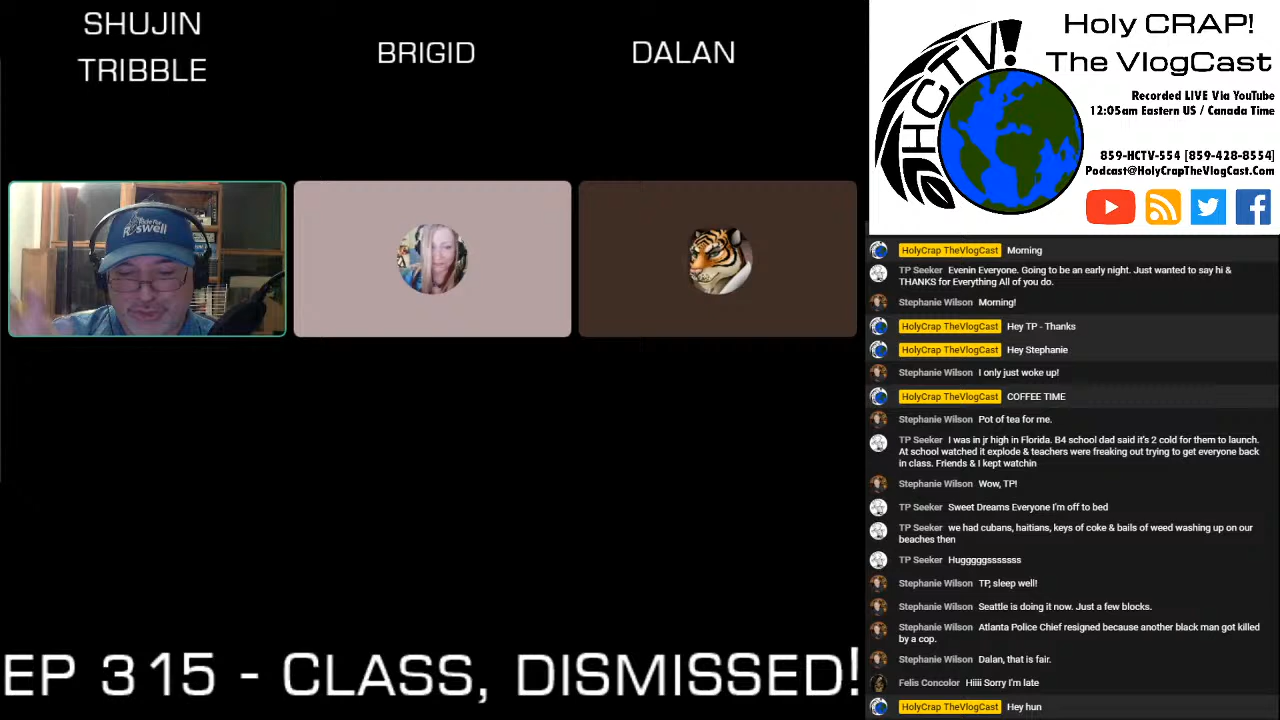 SHUJIN
TRIBBLE
BRIGID
DALAN
Roswell
HCTV!
Holy CRAP!
The VlogCast
Recorded LIVE Via YouTube
12:05am Eastern US / Canada Time
859-HCTV-554 [859-428-8554]
Podcast@HolyCrapTheVlogCast.Com
HolyCrap TheVlogCast Morning
TP Seeker Evenin Everyone. Going to be an early night. Just wanted to say hi &
THANKS for Everything All of you do.
Stephanie Wilson Morning!
HolyCrap TheVlogCast Hey TP - Thanks
HolyCrap TheVlogCast Hey Stephanie
Stephanie Wilson I only just woke up!
HolyCrap TheVlogCast COFFEE TIME
Stephanie Wilson Pot of tea for me.
TP Seeker I was in jr high in Florida. B4 school dad said it's 2 cold for them to launch.
At school watched it explode & teachers were freaking out trying to get everyone back
in class. Friends & I kept watchin
Stephanie Wilson Wow, TP!
TP Seeker Sweet Dreams Everyone I'm off to bed
TP Seeker we had cubans, haitians, keys of coke & bails of weed washing up on our
beaches then
TP Seeker Hugggggsssssss
Stephanie Wilson TP, sleep well!
Stephanie Wilson Seattle is doing it now. Just a few blocks.
Stephanie Wilson Atlanta Police Chief resigned because another black man got killed
by a cop.
Stephanie Wilson Dalan, that is fair.
Felis Concolor Hiiii Sorry I'm late
HolyCrap TheVlogCast Hey hun
EP 315 - CLASS, DISMISSED!